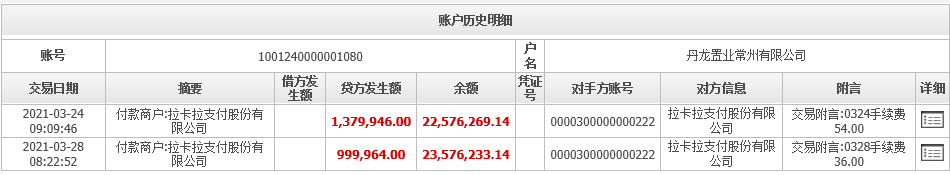 账户历史明细
账号 1001240000001080 户名 丹龙置业常州有限公司
交易日期 摘要 借方发生额 贷方发生额 余额 凭证号 对手方账号 对方信息 附言 详细
2021-03-24 09:09:46 付款商户:拉卡拉支付股份有限公司 1,379,946.00 22,576,269.14 0000300000000222 拉卡拉支付股份有限公司 交易附言:0324手续费54.00
2021-03-28 08:22:52 付款商户:拉卡拉支付股份有限公司 999,964.00 23,576,233.14 0000300000000222 拉卡拉支付股份有限公司 交易附言:0328手续费36.00